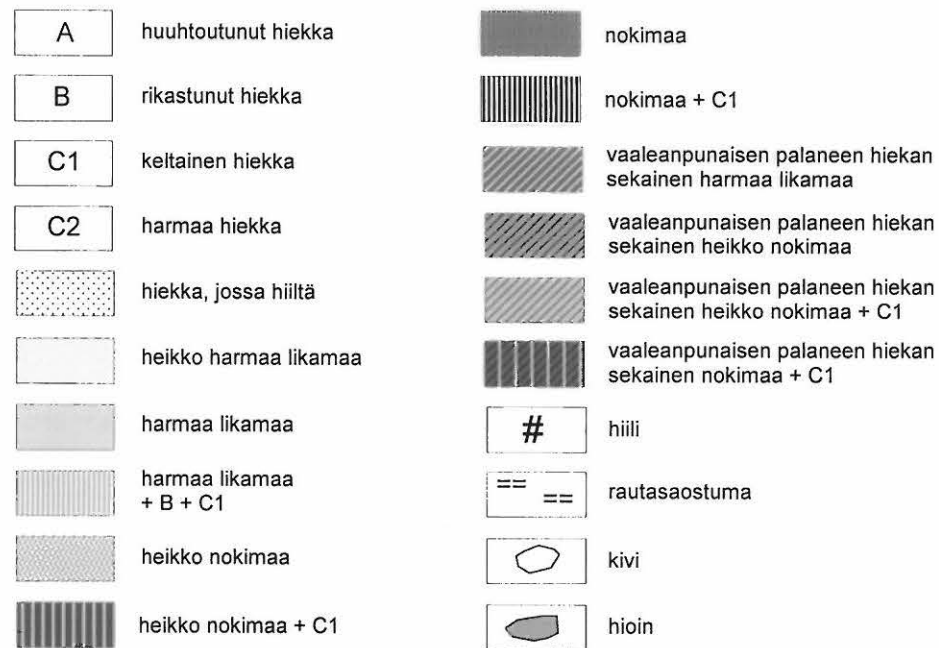 A huuhtoutunut hiekka
B rikastunut hiekka
C1 keltainen hiekka
C2 harmaa hiekka
hiekka, jossa hiiltä
heikko harmaa likamaa
harmaa likamaa
harmaa likamaa
+ B + C1
heikko nokimaa
heikko nokimaa + C1
nokimaa
nokimaa + C1
vaaleanpunaisen palaneen hiekan
sekainen harmaa likamaa
vaaleanpunaisen palaneen hiekan
sekainen heikko nokimaa
vaaleanpunaisen palaneen hiekan
sekainen heikko nokimaa + C1
vaaleanpunaisen palaneen hiekan
sekainen nokimaa + C1
# hiili
== == rautasaostuma
kivi
hioin